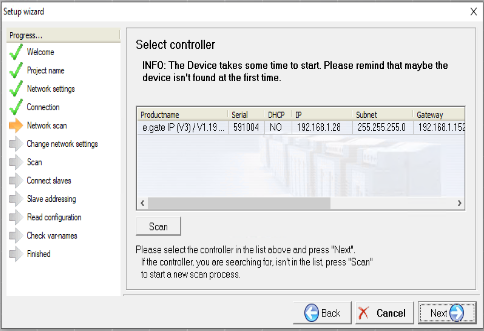 Setup wizard
Progress...
Welcome
Project name
Network settings
Connection
Network scan
Change network settings
Scan
Connect slaves
Slave addressing
Read configuration
Check var-names
Finished
Select controller
INFO: The Device takes some time to start. Please remind that maybe the
device isn't found at the first time.
Productname Serial DHCP IP Subnet Gateway
e.gate IP (V3) / V1.19... 591004 NO 192.168.1.28 255.255.255.0 192.168.1.152
Scan
Please select the controller in the list above and press "Next".
If the controller, you are searching for, isn't in the list, press "Scan"
to start a new scan process.
Back Cancel Next